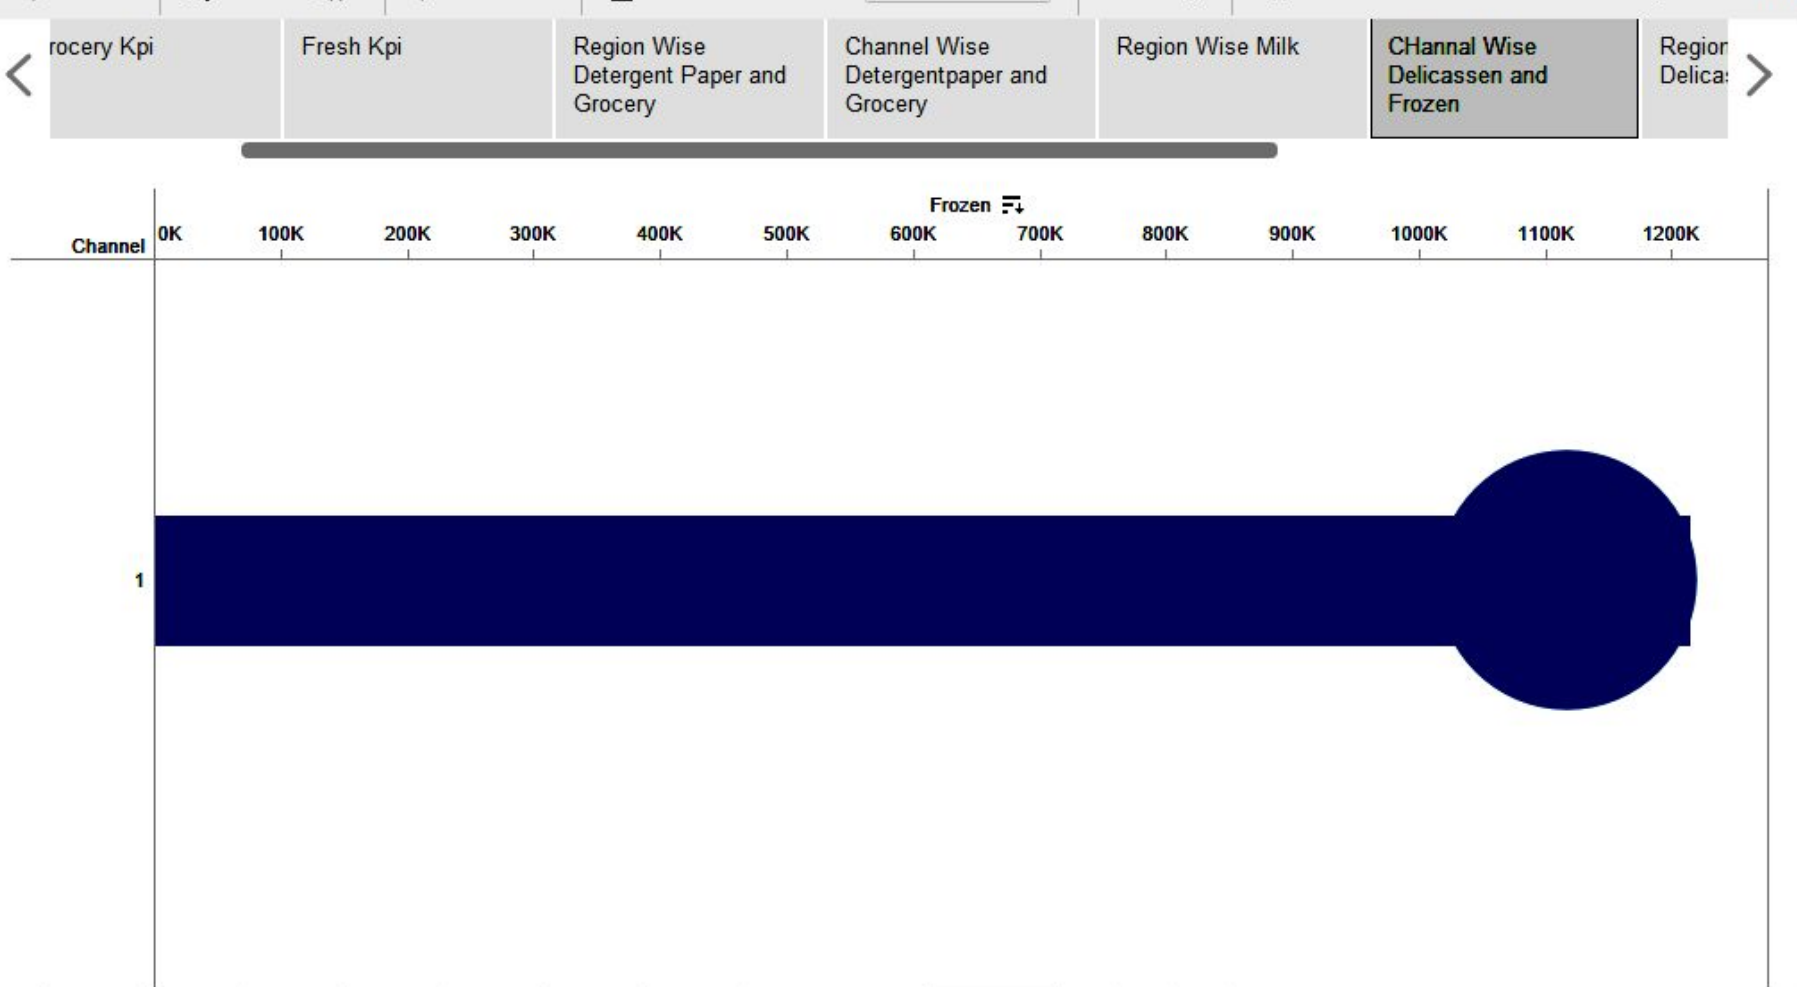 rocery Kpi
Fresh Kpi
Region Wise
Detergent Paper and
Grocery
Channel Wise
Detergentpaper and
Grocery
Region Wise Milk
CHannal Wise
Delicassen and
Frozen
Region
Delica
Frozen
Channel
0K 100K 200K 300K 400K 500K 600K 700K 800K 900K 1000K 1100K 1200K
1